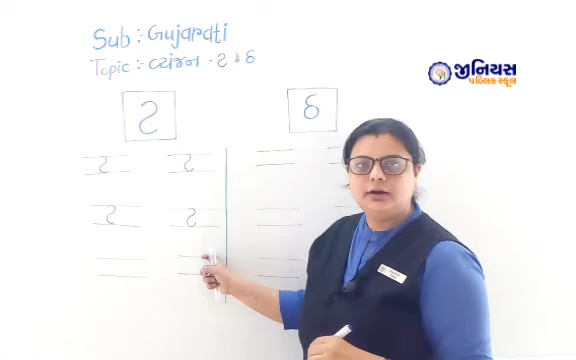 Sub :- Gujarati
Topic :- વ્યંજન - ટ & ઠ
જીનિયસ
પબ્લિક સ્કૂલ
ટ
ઠ
ટ ટ
ટ ટ